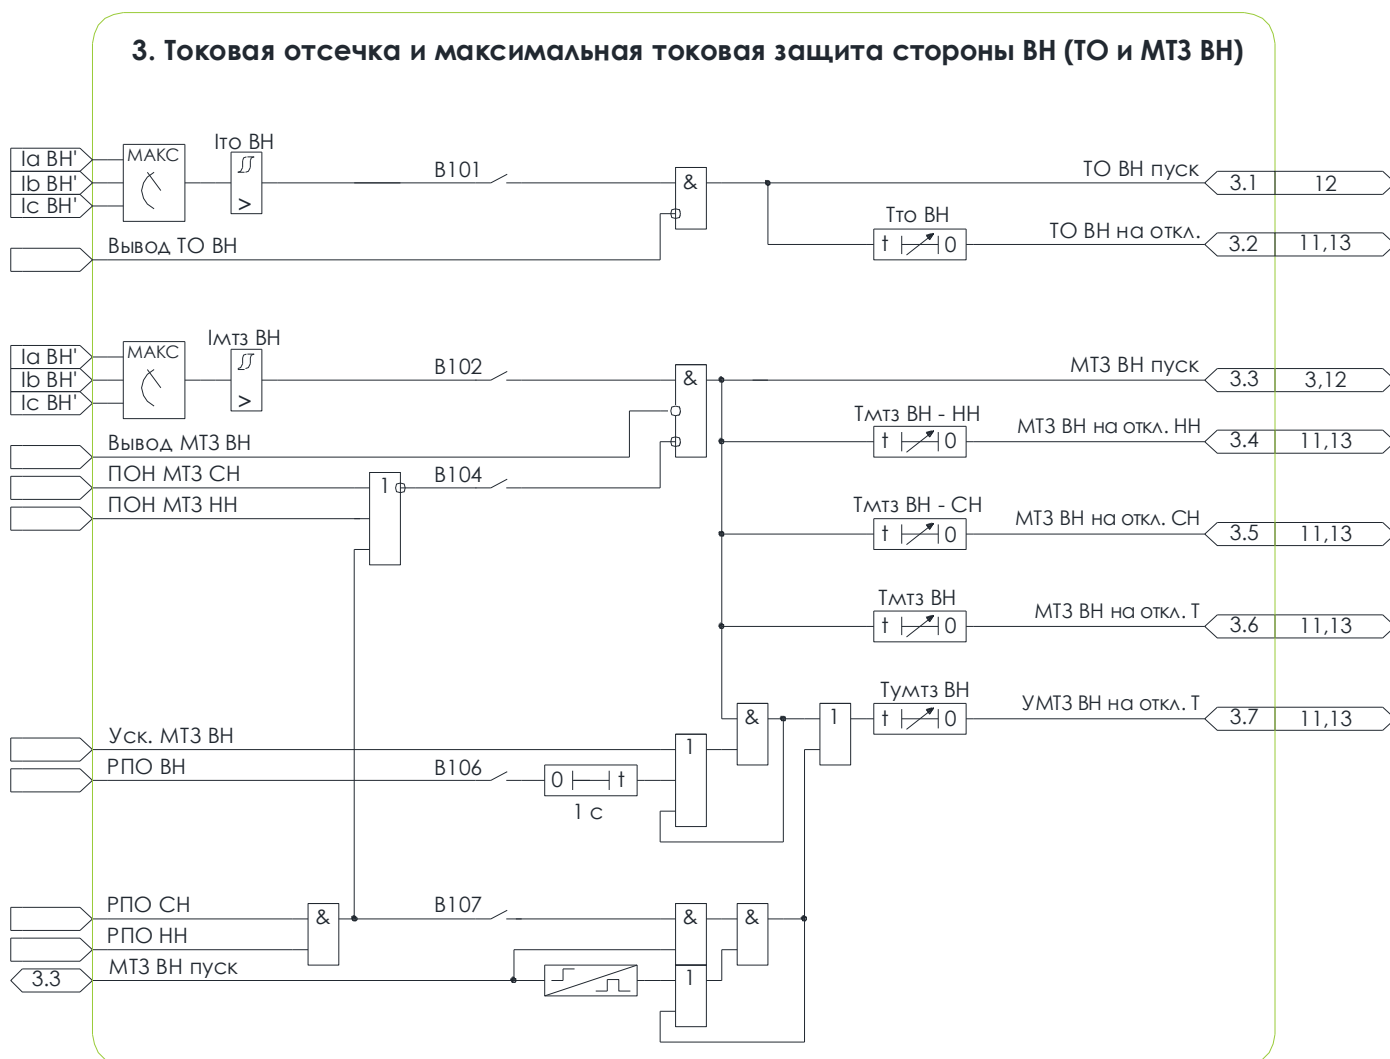 3. Токовая отсечка и максимальная токовая защита стороны ВН (ТО и МТЗ ВН)
Iто ВН
МАКС
Ia ВН'
Ib ВН'
Ic ВН'
>
В101
&
ТО ВН пуск
3.1
12
Tто ВН
t
0
ТО ВН на откл.
3.2
11,13
Вывод ТО ВН
Iмтз ВН
МАКС
Ia ВН'
Ib ВН'
Ic ВН'
>
В102
&
МТЗ ВН пуск
3.3
3,12
Tмтз ВН - НН
t
0
МТЗ ВН на откл. НН
3.4
11,13
Вывод МТЗ ВН
ПОН МТЗ СН
1
В104
ПОН МТЗ НН
Tмтз ВН - СН
t
0
МТЗ ВН на откл. СН
3.5
11,13
Tмтз ВН
t
0
МТЗ ВН на откл. Т
3.6
11,13
Tумтз ВН
&
1
t
0
УМТЗ ВН на откл. Т
3.7
11,13
Уск. МТЗ ВН
1
РПО ВН
В106
0
t
1 с
РПО СН
&
В107
&
&
РПО НН
3.3
МТЗ ВН пуск
1